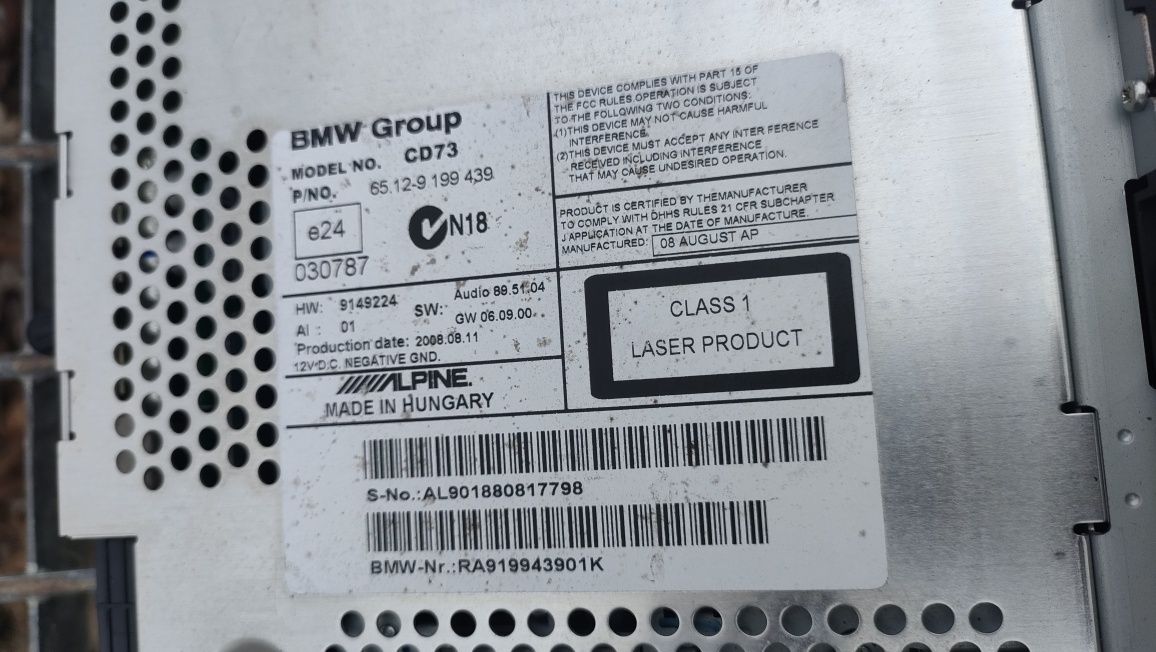 BMW Group
MODEL NO. CD73
P/NO. 65.12-9 199 439
e24
N18
030787
HW: 9149224
AI : 01
SW: Audio 89.51.04
GW 06.09.00
Production date: 2008.08.11
12V D.C. NEGATIVE GND.
ALPINE.
MADE IN HUNGARY
THIS DEVICE COMPLIES WITH PART 15 OF
THE FCC RULES.OPERATION IS SUBJECT
TO THE FOLLOWING TWO CONDITIONS:
(1)THIS DEVICE MAY NOT CAUSE HARMFUL
INTERFERENCE.
(2)THIS DEVICE MUST ACCEPT ANY INTER FERENCE
RECEIVED INCLUDING INTERFERENCE
THAT MAY CAUSE UNDESIRED OPERATION.
PRODUCT IS CERTIFIED BY THEMANUFACTURER
TO COMPLY WITH DHHS RULES 21 CFR SUBCHAPTER
J APPLICATION AT THE DATE OF MANUFACTURE.
MANUFACTURED: 08 AUGUST AP
CLASS 1
LASER PRODUCT
S-No.:AL901880817798
BMW-Nr.:RA919943901K